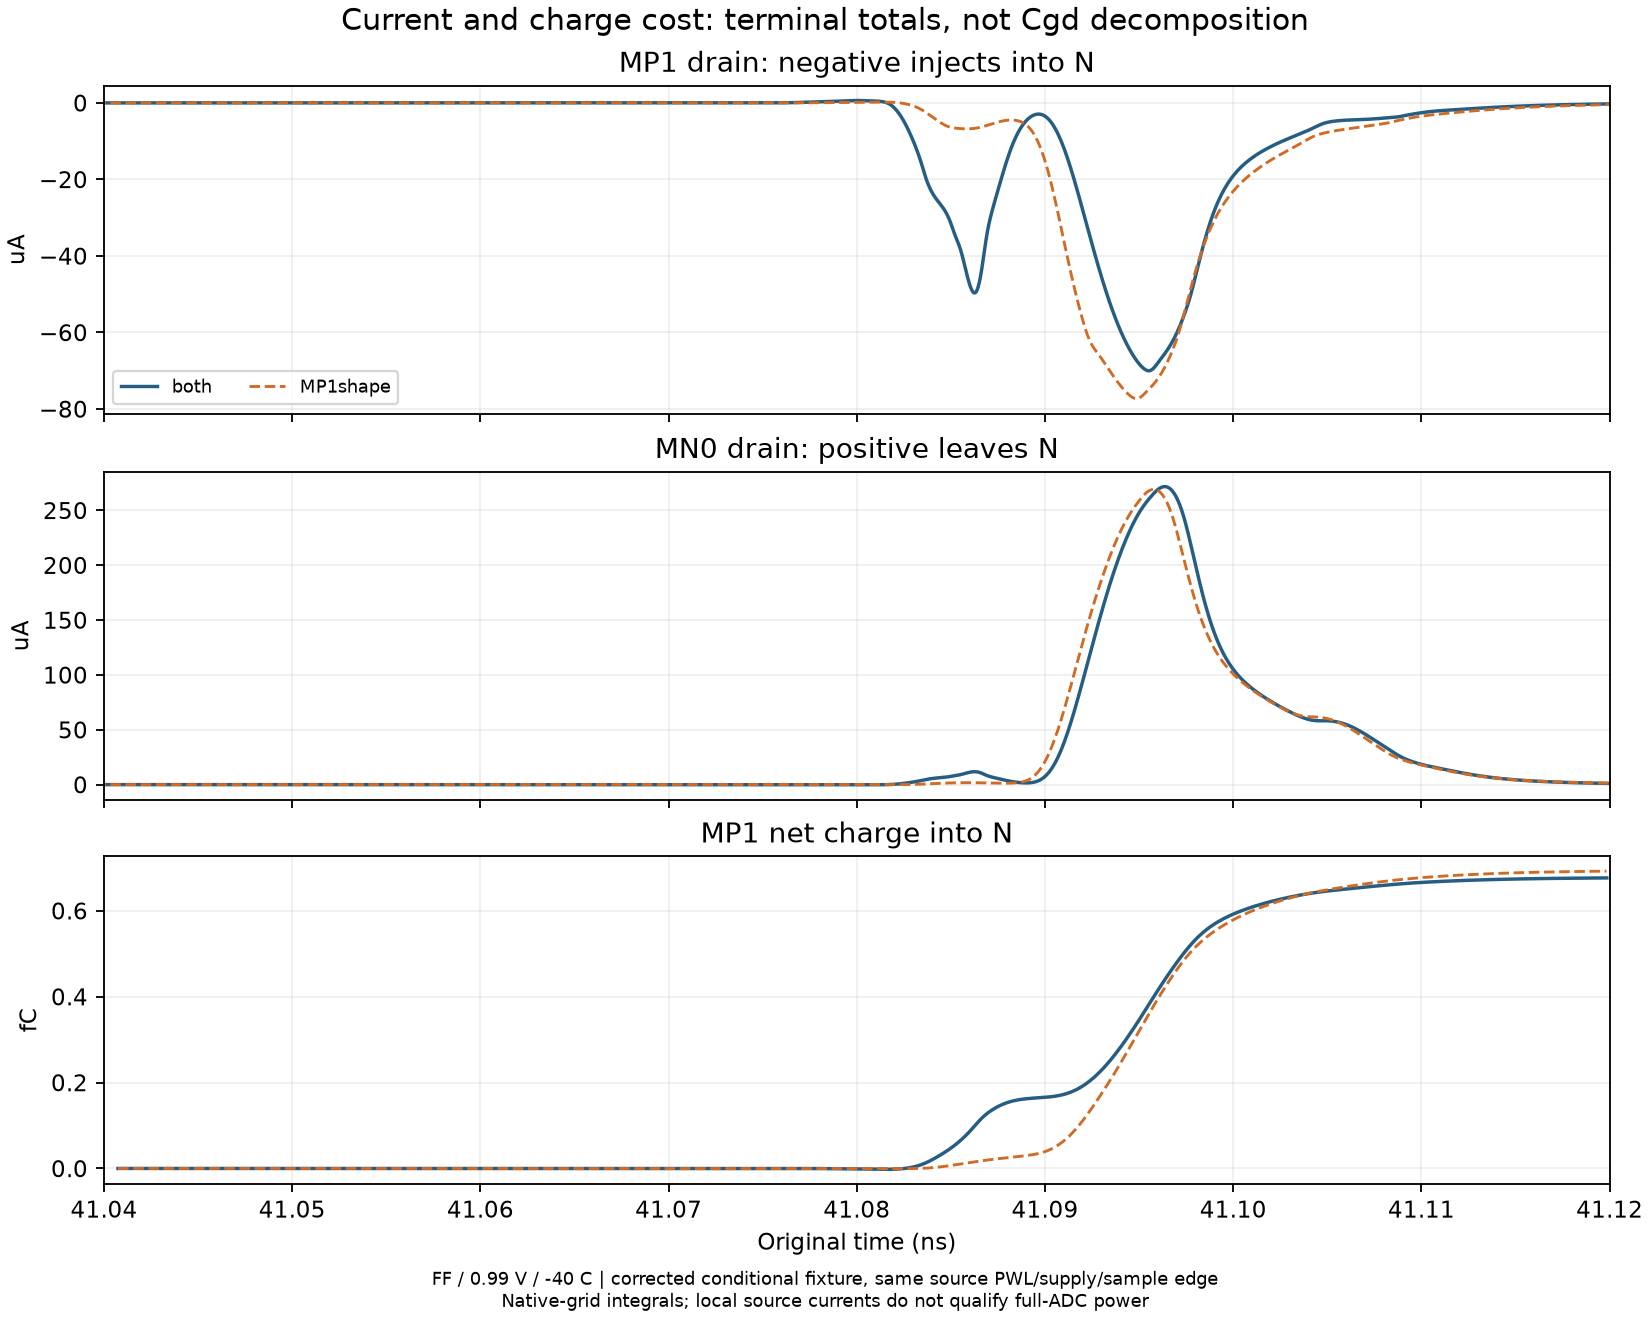 Current and charge cost: terminal totals, not Cgd decomposition
MP1 drain: negative injects into N
0
−20
−40
−60
−80
uA
both
MP1shape
MN0 drain: positive leaves N
250
200
150
100
50
0
uA
MP1 net charge into N
0.6
0.4
0.2
0.0
fC
41.04 41.05 41.06 41.07 41.08 41.09 41.10 41.11 41.12
Original time (ns)
FF / 0.99 V / -40 C | corrected conditional fixture, same source PWL/supply/sample edge
Native-grid integrals; local source currents do not qualify full-ADC power